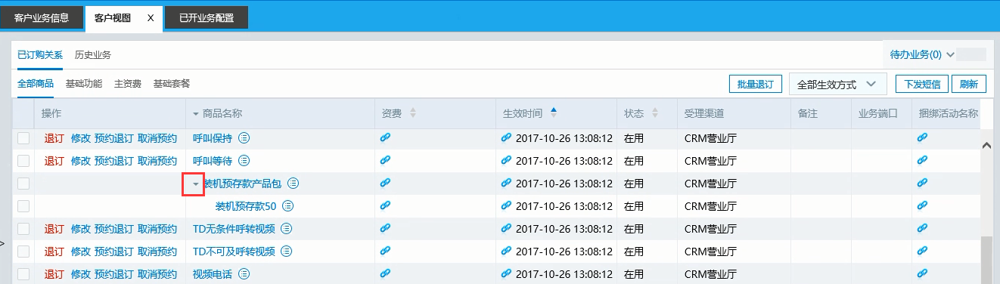 客户业务信息 客户视图 X 已开业务配置
已订购关系 历史业务 待办业务(0)
全部商品 基础功能 主资费 基础套餐 批量退订 全部生效方式 下发短信 刷新
操作 商品名称 资费 生效时间 状态 受理渠道 备注 业务端口 捆绑活动名称
退订 修改 预约退订 取消预约 呼叫保持 2017-10-26 13:08:12 在用 CRM营业厅
退订 修改 预约退订 取消预约 呼叫等待 2017-10-26 13:08:12 在用 CRM营业厅
装机预存款产品包 2017-10-26 13:08:12 在用 CRM营业厅
装机预存款50 2017-10-26 13:08:12 在用 CRM营业厅
退订 修改 预约退订 取消预约 TD无条件呼转视频 2017-10-26 13:08:12 在用 CRM营业厅
> 退订 修改 预约退订 取消预约 TD不可及呼转视频 2017-10-26 13:08:12 在用 CRM营业厅
退订 修改 预约退订 取消预约 视频电话 2017-10-26 13:08:12 在用 CRM营业厅